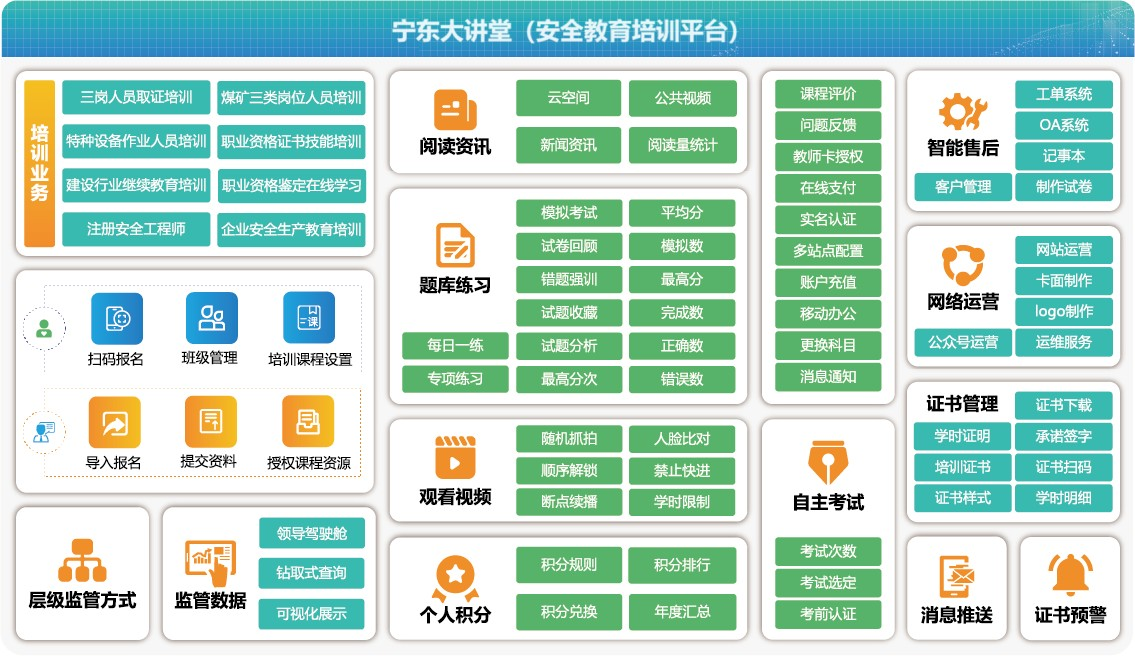 宁东大讲堂（安全教育培训平台）
培训业务
三岗人员取证培训
煤矿三类岗位人员培训
特种设备作业人员培训
职业资格证书技能培训
建设行业继续教育培训
职业资格鉴定在线学习
注册安全工程师
企业安全生产教育培训
扫码报名
班级管理
课
培训课程设置
导入报名
提交资料
授权课程资源
层级监管方式
监管数据
领导驾驶舱
钻取式查询
可视化展示
阅读资讯
云空间
公共视频
新闻资讯
阅读量统计
题库练习
模拟考试
平均分
试卷回顾
模拟数
错题强训
最高分
试题收藏
完成数
每日一练
试题分析
正确数
专项练习
最高分次
错误数
观看视频
随机抓拍
人脸比对
顺序解锁
禁止快进
断点续播
学时限制
个人积分
积分规则
积分排行
积分兑换
年度汇总
课程评价
问题反馈
教师卡授权
在线支付
实名认证
多站点配置
账户充值
移动办公
更换科目
消息通知
自主考试
考试次数
考试选定
考前认证
智能售后
工单系统
OA系统
记事本
客户管理
制作试卷
网络运营
网站运营
卡面制作
logo制作
公众号运营
运维服务
证书管理
证书下载
学时证明
承诺签字
培训证书
证书扫码
证书样式
学时明细
消息推送
证书预警